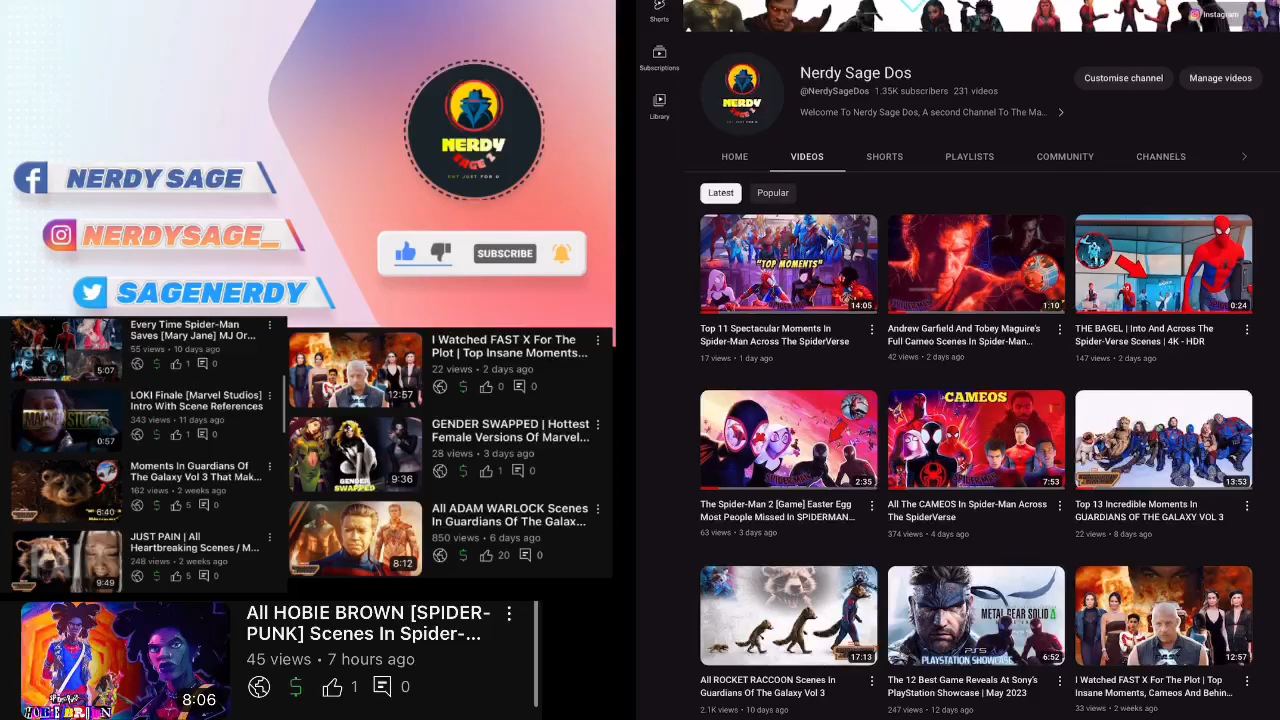 NERDY
SAGE Z
NERDY SAGE
NERDYSAGE_
SAGENERDY
SUBSCRIBE
Every Time Spider-Man
Saves [Mary Jane] MJ Or...
55 views • 10 days ago
1
0
5:07
LOKI Finale [Marvel Studios]
Intro With Scene References
343 views • 11 days ago
1
0
0:57
Moments In Guardians Of
The Galaxy Vol 3 That Mak...
162 views • 2 weeks ago
5
0
6:40
JUST PAIN | All
Heartbreaking Scenes / M...
248 views • 2 weeks ago
5
0
9:49
I Watched FAST X For The
Plot | Top Insane Moments...
22 views • 2 days ago
0
0
12:57
GENDER SWAPPED | Hottest
Female Versions Of Marvel...
28 views • 3 days ago
1
0
GENDER
SWAPPED
9:36
All ADAM WARLOCK Scenes
In Guardians Of The Galax...
850 views • 6 days ago
20
0
8:12
All HOBIE BROWN [SPIDER-
PUNK] Scenes In Spider-...
45 views • 7 hours ago
1
0
HOBIE BROWN
8:06
Shorts
Subscriptions
Library
Instagram
NERDY
Nerdy Sage Dos
@NerdySageDos 1.35K subscribers 231 videos
Welcome To Nerdy Sage Dos, A second Channel To The Ma...
Customise channel
Manage videos
HOME
VIDEOS
SHORTS
PLAYLISTS
COMMUNITY
CHANNELS
Latest
Popular
"TOP MOMENTS"
14:05
Top 11 Spectacular Moments In
Spider-Man Across The SpiderVerse
17 views • 1 day ago
1:10
Andrew Garfield And Tobey Maguire's
Full Cameo Scenes In Spider-Man...
42 views • 2 days ago
0:24
THE BAGEL | Into And Across The
Spider-Verse Scenes | 4K - HDR
147 views • 2 days ago
2:35
The Spider-Man 2 [Game] Easter Egg
Most People Missed In SPIDERMAN...
63 views • 3 days ago
CAMEOS
7:53
All The CAMEOS In Spider-Man Across
The SpiderVerse
374 views • 4 days ago
13:53
Top 13 Incredible Moments In
GUARDIANS OF THE GALAXY VOL 3
22 views • 8 days ago
17:13
All ROCKET RACCOON Scenes In
Guardians Of The Galaxy Vol 3
2.1K views • 10 days ago
METAL GEAR SOLID Δ
PS5
PLAYSTATION SHOWCASE
6:52
The 12 Best Game Reveals At Sony's
PlayStation Showcase | May 2023
247 views • 12 days ago
12:57
I Watched FAST X For The Plot | Top
Insane Moments, Cameos And Behin...
33 views • 2 weeks ago